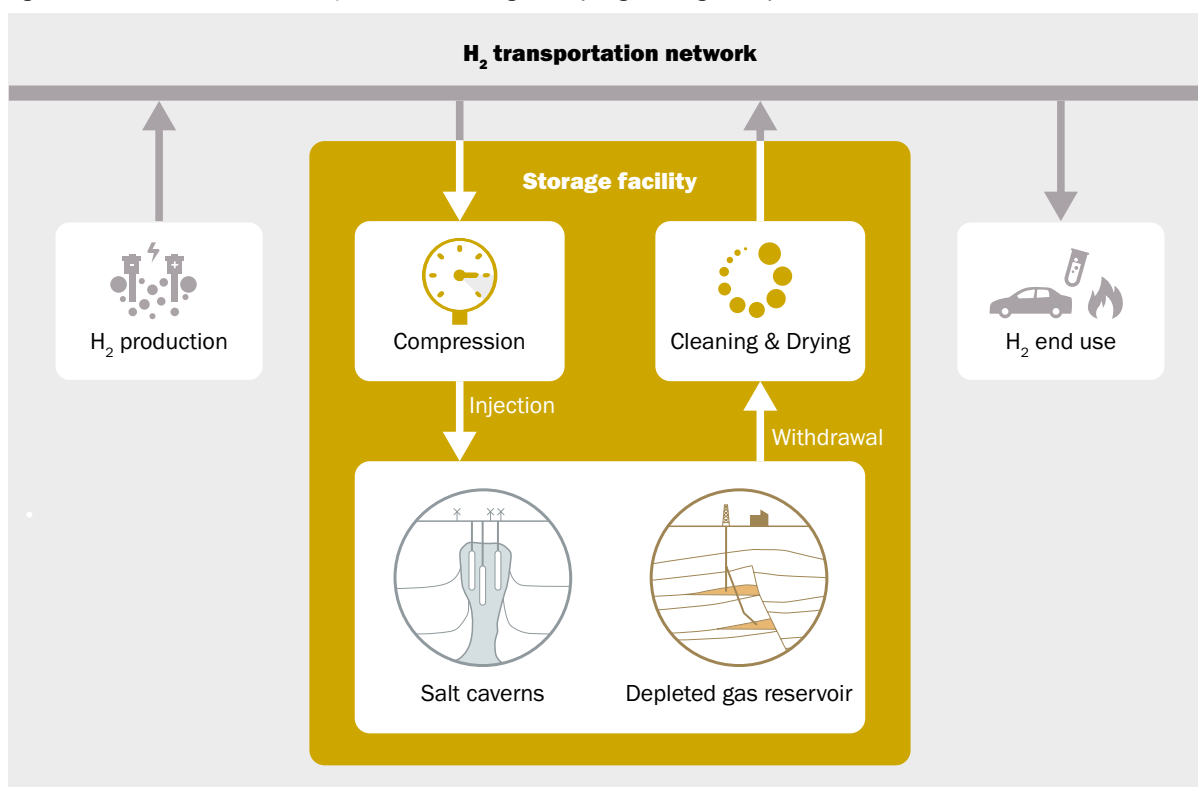 H₂ transportation network
Storage facility
H₂ production
Compression
Cleaning & Drying
H₂ end use
Injection
Withdrawal
Salt caverns
Depleted gas reservoir